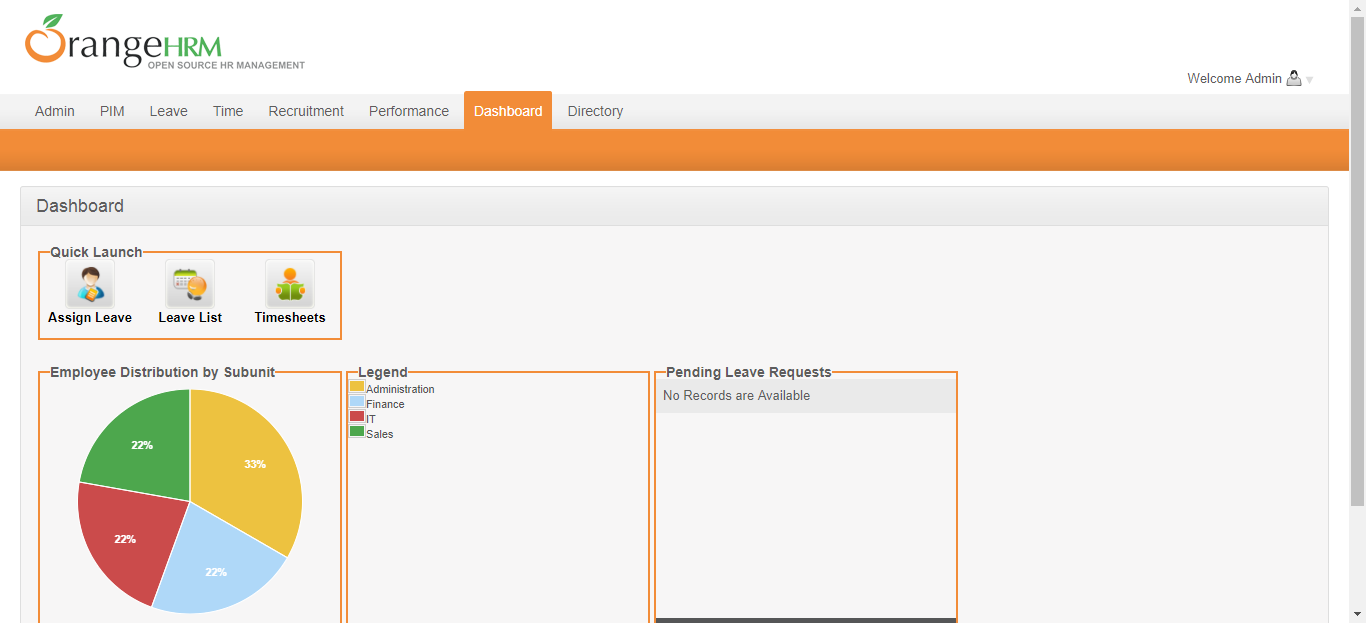 OrangeHRM
OPEN SOURCE HR MANAGEMENT
Welcome Admin
Admin PIM Leave Time Recruitment Performance Dashboard Directory
Dashboard
Quick Launch
Assign Leave Leave List Timesheets
Employee Distribution by Subunit
22%
33%
22%
22%
Legend
Administration
Finance
IT
Sales
Pending Leave Requests
No Records are Available